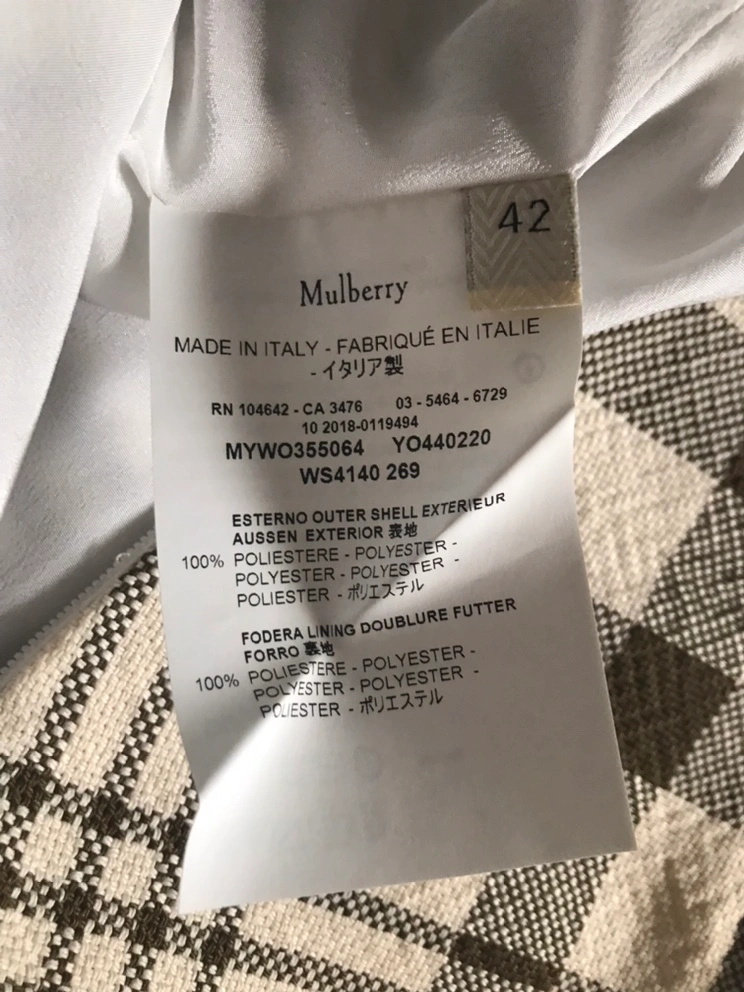 42
Mulberry
MADE IN ITALY - FABRIQUÉ EN ITALIE
- イタリア製
RN 104642 - CA 3476 03 - 5464 - 6729
10 2018-0119494
MYWO355064 YO440220
WS4140 269
ESTERNO OUTER SHELL EXTERIEUR
AUSSEN EXTERIOR 表地
100% POLIESTERE - POLYESTER -
POLYESTER - POLYESTER -
POLIESTER - ポリエステル
FODERA LINING DOUBLURE FUTTER
FORRO 裏地
100% POLIESTERE - POLYESTER -
POLYESTER - POLYESTER -
POLIESTER - ポリエステル